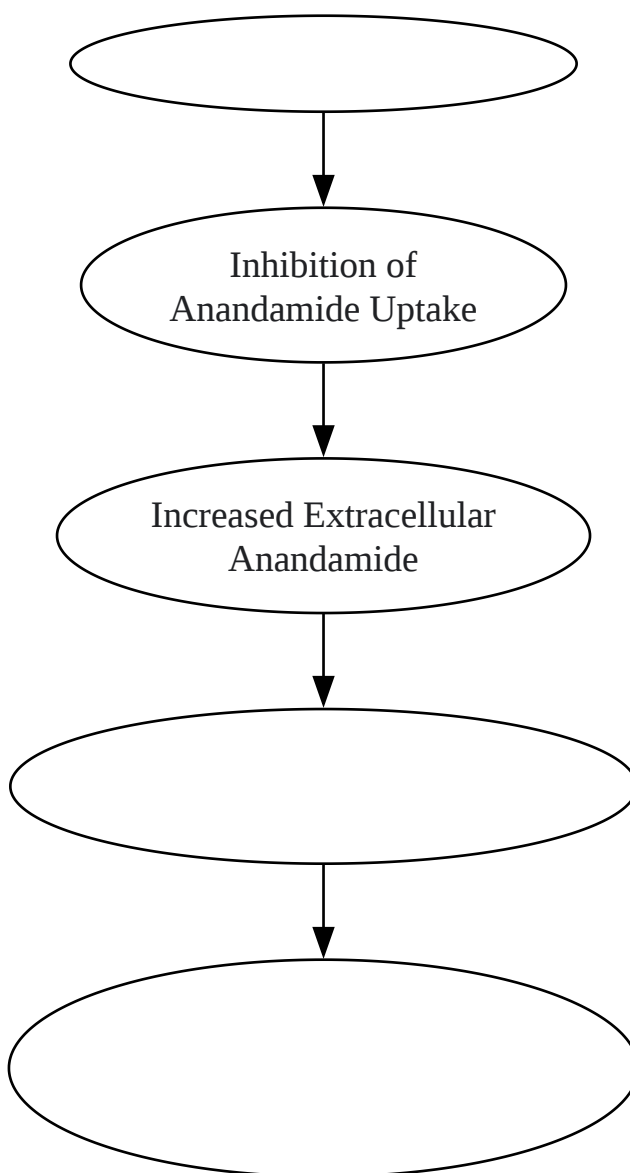 Inhibition of
Anandamide Uptake
Increased Extracellular
Anandamide